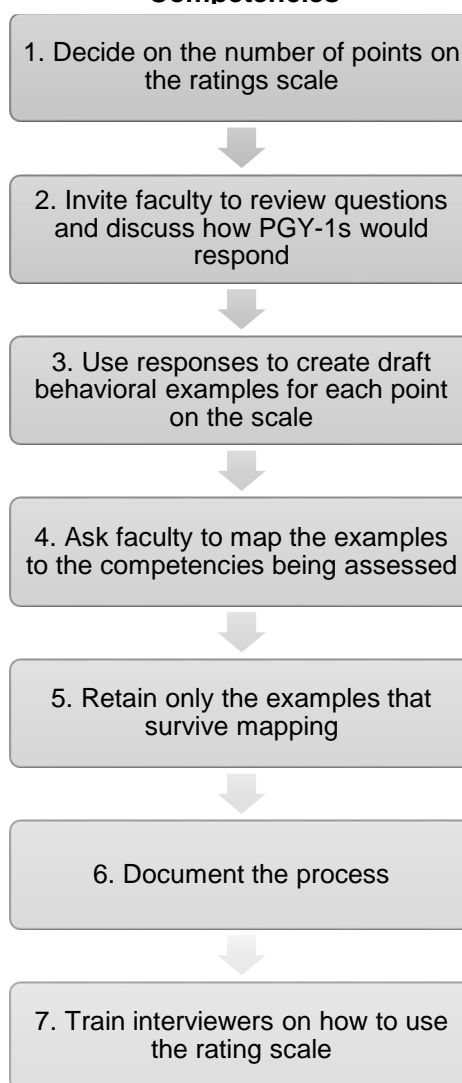 Competencies
1. Decide on the number of points on
the ratings scale
2. Invite faculty to review questions
and discuss how PGY-1s would
respond
3. Use responses to create draft
behavioral examples for each point
on the scale
4. Ask faculty to map the examples
to the competencies being assessed
5. Retain only the examples that
survive mapping
6. Document the process
7. Train interviewers on how to use
the rating scale